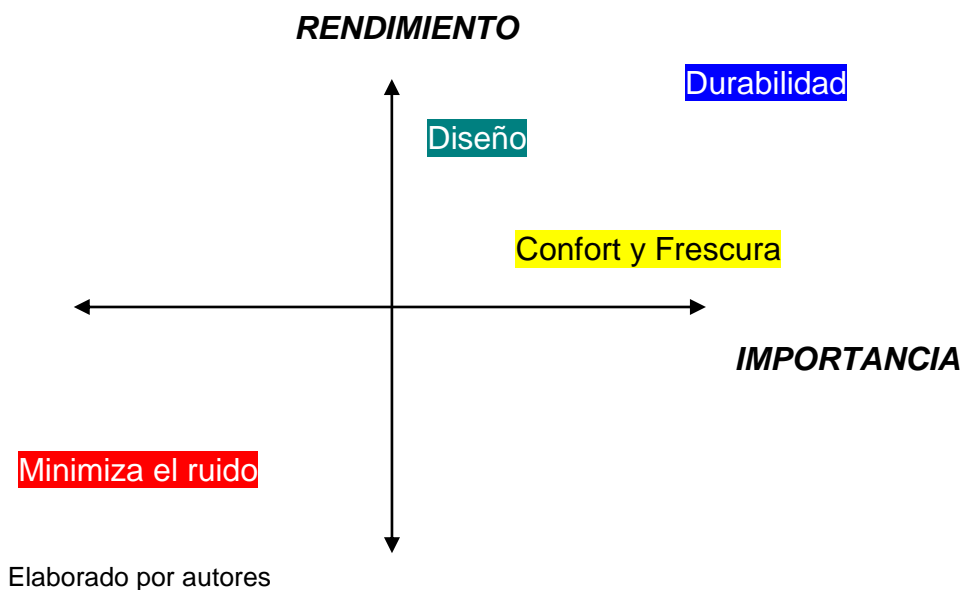 RENDIMIENTO
Durabilidad
Diseño
Confort y Frescura
IMPORTANCIA
Minimiza el ruido
Elaborado por autores